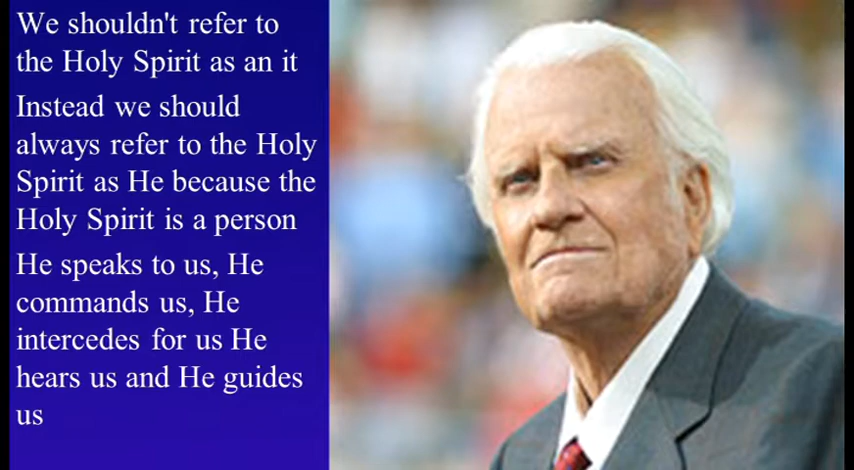 We shouldn't refer to
the Holy Spirit as an it
Instead we should
always refer to the Holy
Spirit as He because the
Holy Spirit is a person
He speaks to us, He
commands us, He
intercedes for us He
hears us and He guides
us